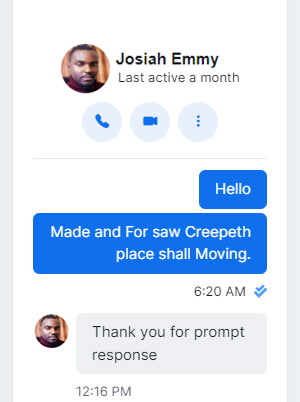 Josiah Emmy
Last active a month
Hello
Made and For saw Creepeth
place shall Moving.
6:20 AM
Thank you for prompt
response
12:16 PM